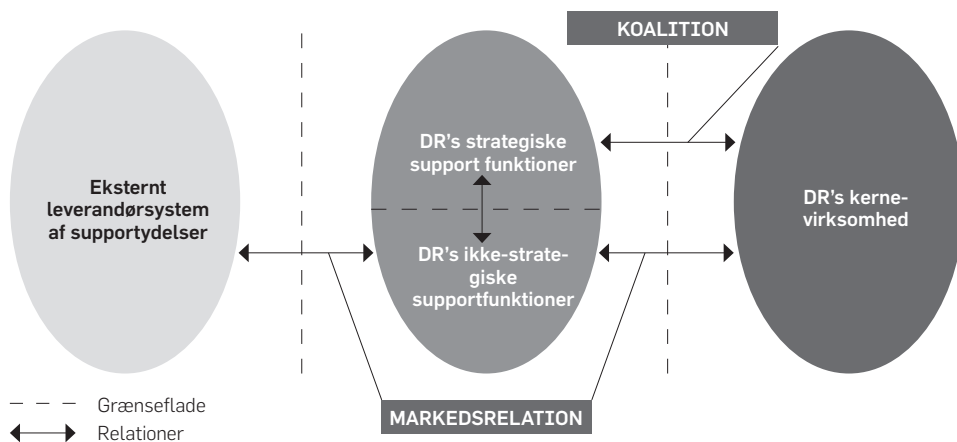 KOALITION
Eksternt
leverandørsystem
af supportydelser
DR's strategiske
support funktioner
DR's ikke-strate-
giske
supportfunktioner
DR's kerne-
virksomhed
MARKEDSRELATION
Grænseflade
Relationer